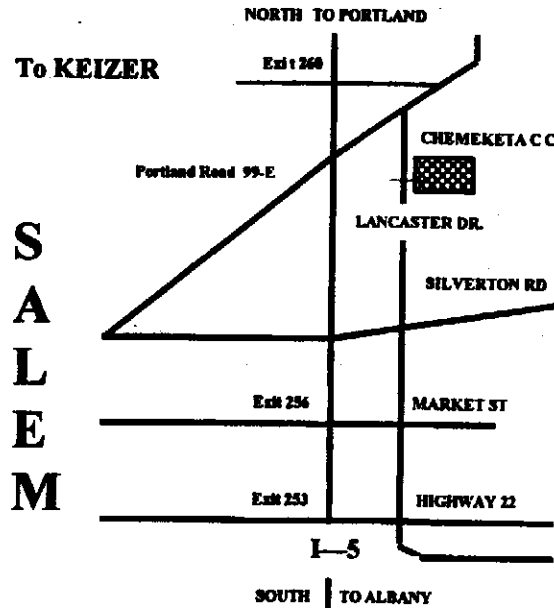 NORTH TO PORTLAND
To KEIZER
Exit 260
CHEMEKETA C C
Portland Road 99-E
LANCASTER DR.
SALEM
SILVERTON RD
Exit 256
MARKET ST
Exit 253
HIGHWAY 22
I—5
SOUTH TO ALBANY